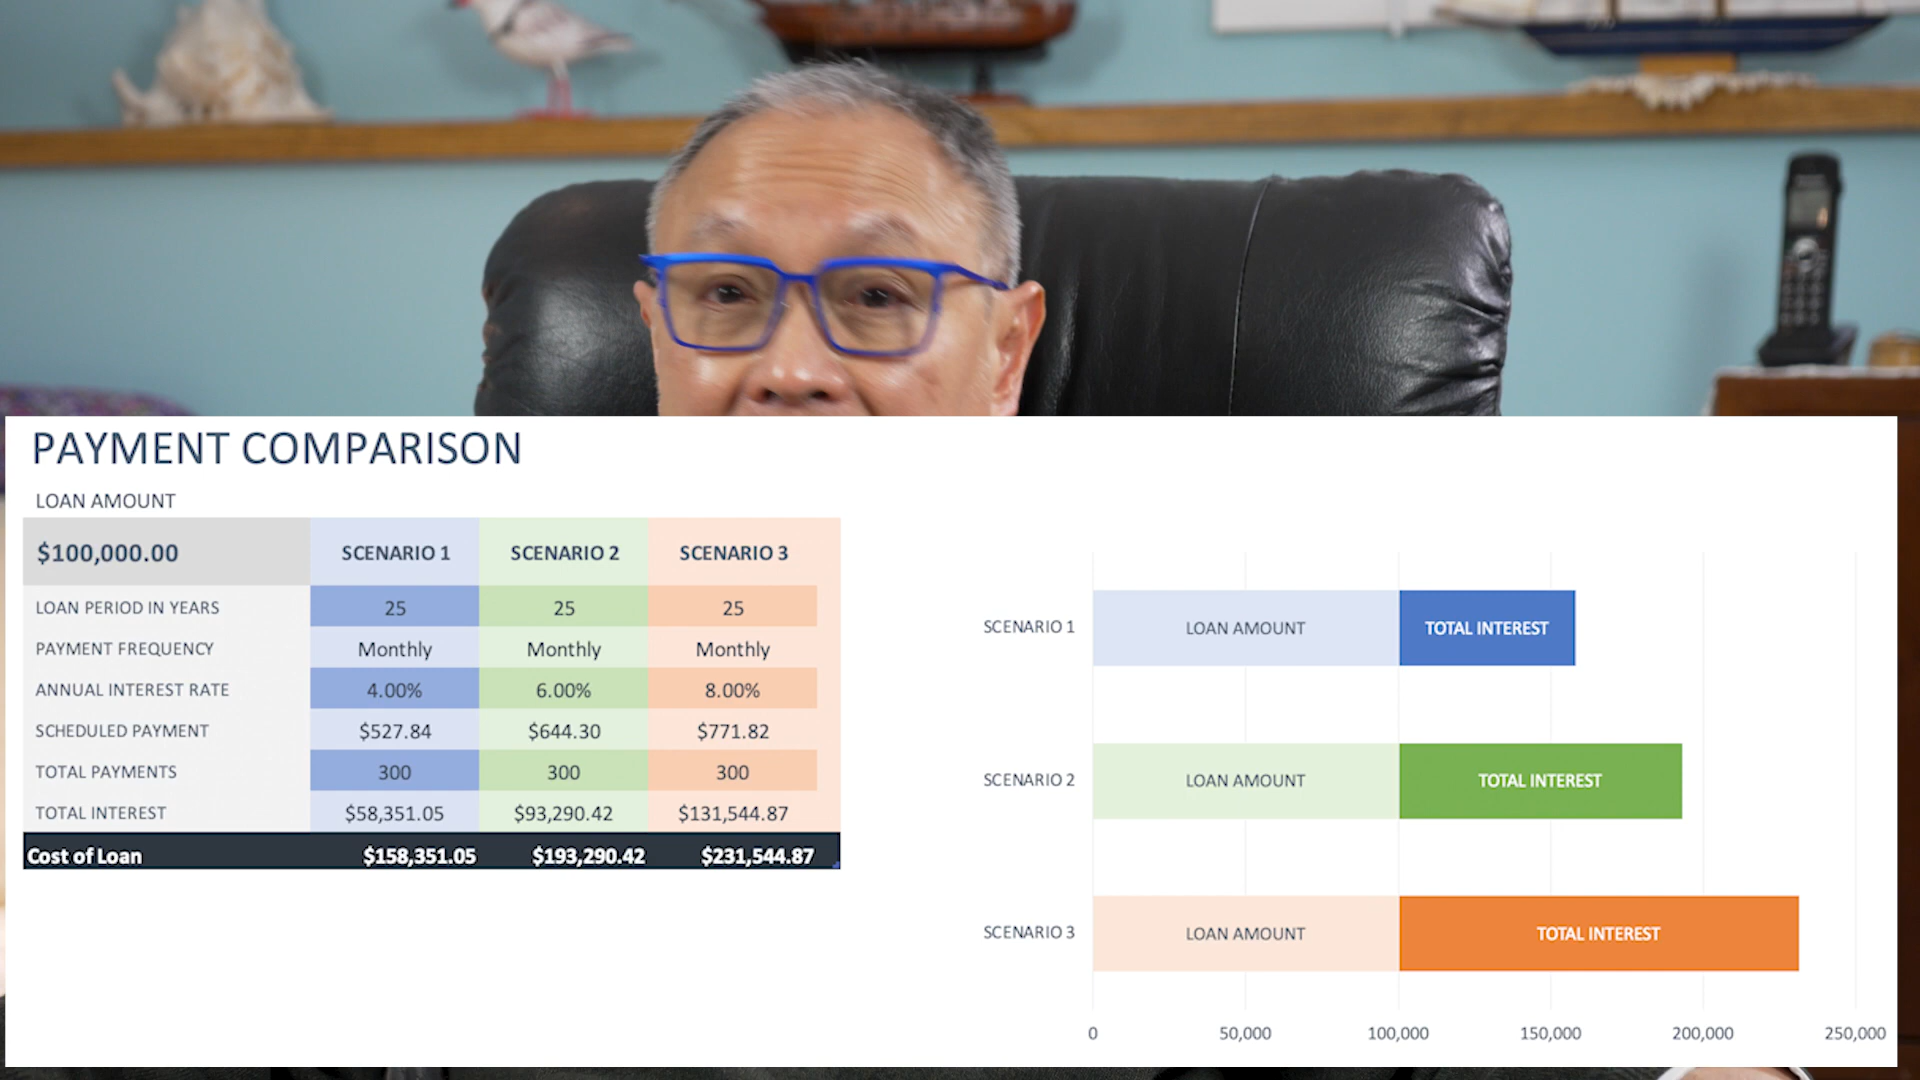 PAYMENT COMPARISON
LOAN AMOUNT
$100,000.00 SCENARIO 1 SCENARIO 2 SCENARIO 3
LOAN PERIOD IN YEARS 25 25 25
PAYMENT FREQUENCY Monthly Monthly Monthly
ANNUAL INTEREST RATE 4.00% 6.00% 8.00%
SCHEDULED PAYMENT $527.84 $644.30 $771.82
TOTAL PAYMENTS 300 300 300
TOTAL INTEREST $58,351.05 $93,290.42 $131,544.87
Cost of Loan $158,351.05 $193,290.42 $231,544.87
SCENARIO 1 LOAN AMOUNT TOTAL INTEREST
SCENARIO 2 LOAN AMOUNT TOTAL INTEREST
SCENARIO 3 LOAN AMOUNT TOTAL INTEREST
0 50,000 100,000 150,000 200,000 250,000